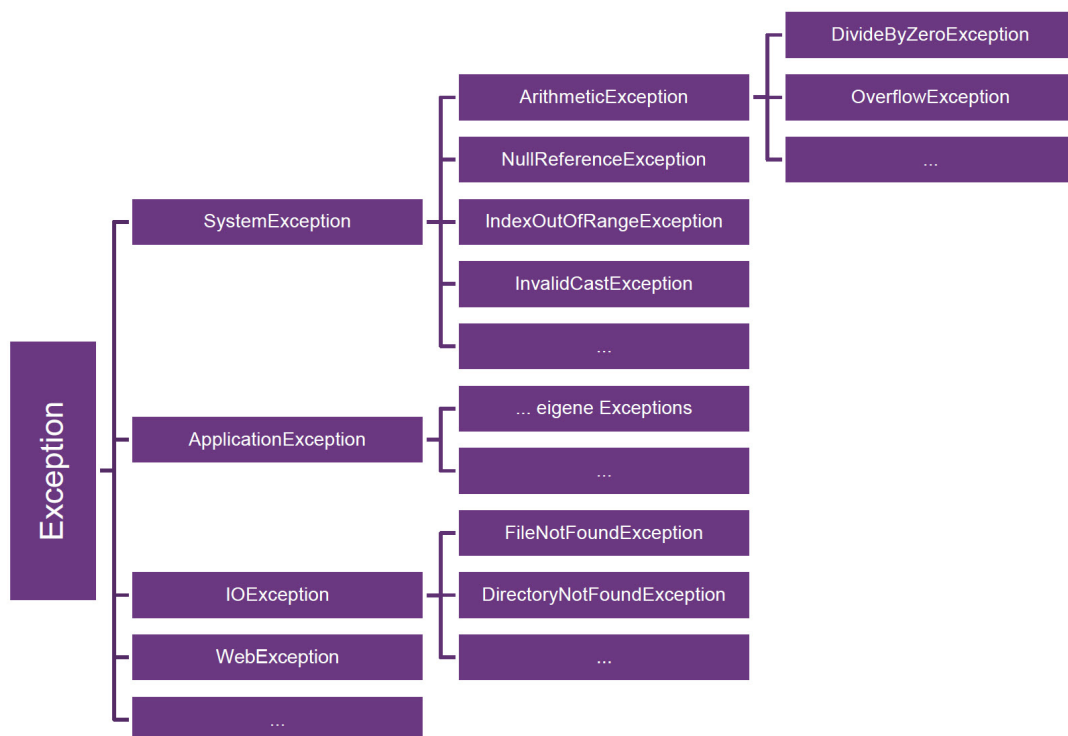 Exception
SystemException
ArithmeticException
DivideByZeroException
OverflowException
...
NullReferenceException
IndexOutOfRangeException
InvalidCastException
...
ApplicationException
... eigene Exceptions
...
IOException
FileNotFoundException
DirectoryNotFoundException
...
WebException
...